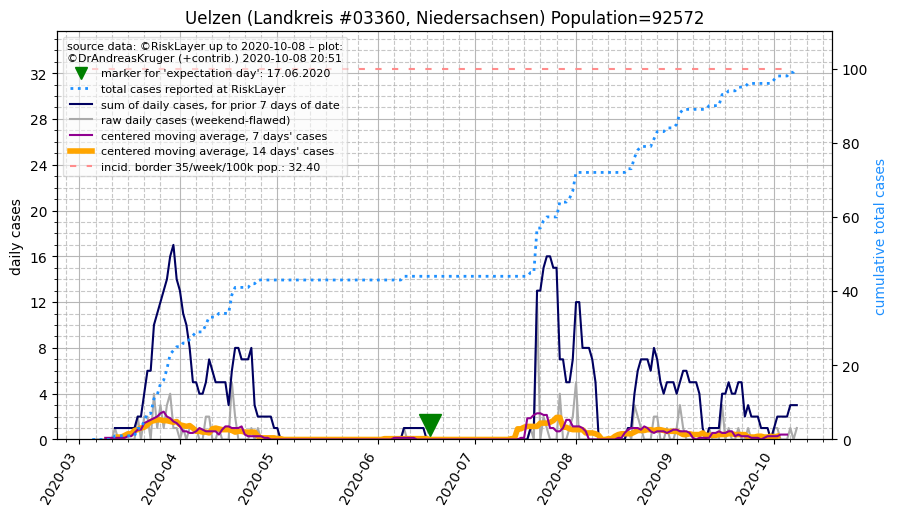 Uelzen (Landkreis #03360, Niedersachsen) Population=92572
source data: ©RiskLayer up to 2020-10-08 – plot:
©DrAndreasKruger (+contrib.) 2020-10-08 20:51
marker for 'expectation day': 17.06.2020
total cases reported at RiskLayer
sum of daily cases, for prior 7 days of date
raw daily cases (weekend-flawed)
centered moving average, 7 days' cases
centered moving average, 14 days' cases
incid. border 35/week/100k pop.: 32.40
daily cases
32
28
24
20
16
12
8
4
0
100
80
60
40
20
0
cumulative total cases
2020-03
2020-04
2020-05
2020-06
2020-07
2020-08
2020-09
2020-10